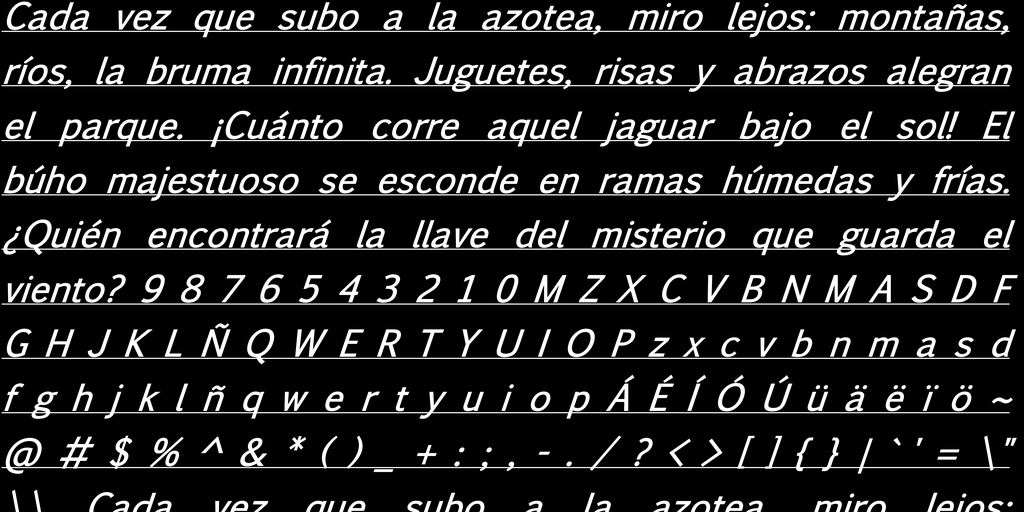 Cada vez que subo a la azotea, miro lejos: montañas,
ríos, la bruma infinita. Juguetes, risas y abrazos alegran
el parque. ¡Cuánto corre aquel jaguar bajo el sol! El
búho majestuoso se esconde en ramas húmedas y frías.
¿Quién encontrará la llave del misterio que guarda el
viento? 9 8 7 6 5 4 3 2 1 0 M Z X C V B N M A S D F
G H J K L Ñ Q W E R T Y U I O P z x c v b n m a s d
f g h j k l ñ q w e r t y u i o p Á É Í Ó Ú ü ä ë ï ö ~
@ # $ % ^ & * ( ) _ + : ; , - . / ? < > [ ] { } | ` ' = \"
\ \ Cada vez que subo a la azotea, miro lejos: